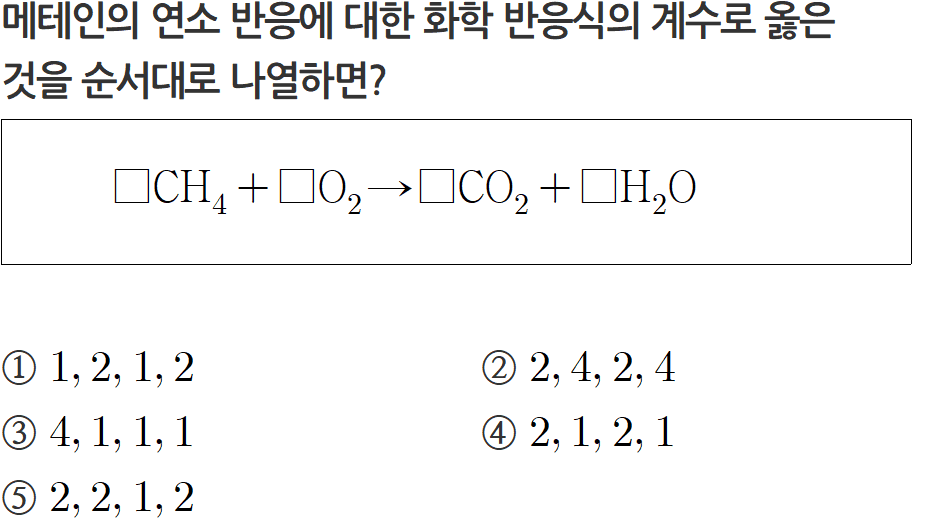 메테인의 연소 반응에 대한 화학 반응식의 계수로 옳은
것을 순서대로 나열하면?
□CH₄ + □O₂ → □CO₂ + □H₂O
① 1, 2, 1, 2 ② 2, 4, 2, 4
③ 4, 1, 1, 1 ④ 2, 1, 2, 1
⑤ 2, 2, 1, 2